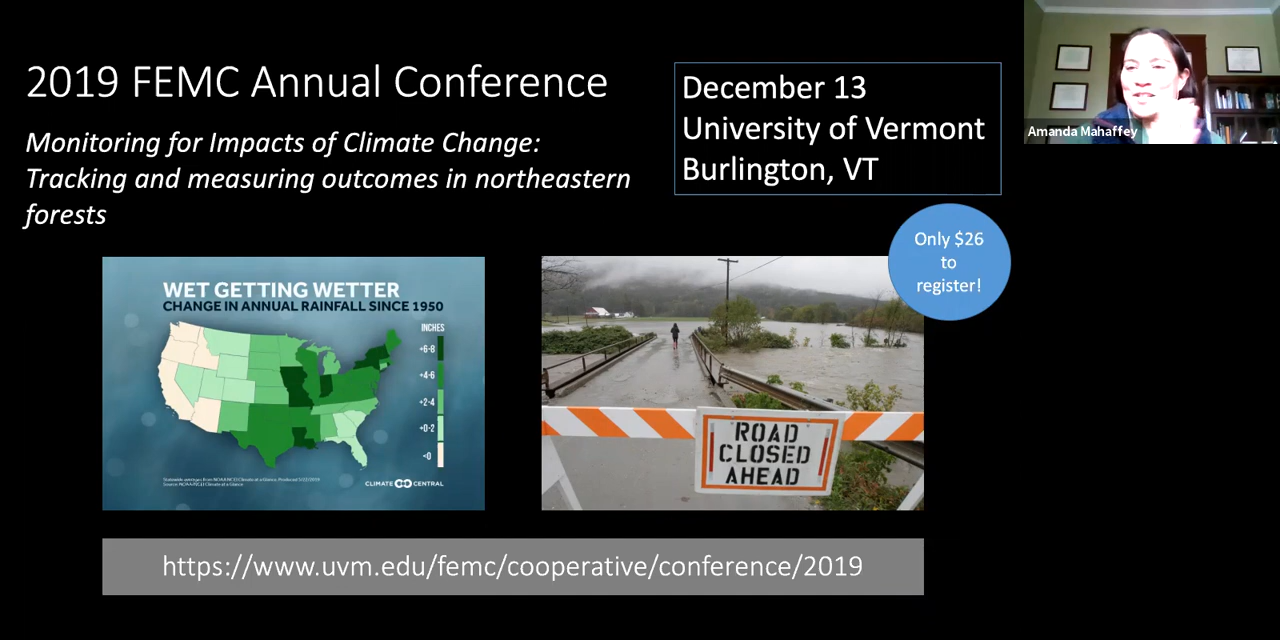 2019 FEMC Annual Conference
Monitoring for Impacts of Climate Change:
Tracking and measuring outcomes in northeastern
forests
December 13
University of Vermont
Burlington, VT
Only $26
to
register!
Amanda Mahaffey
WET GETTING WETTER
CHANGE IN ANNUAL RAINFALL SINCE 1950
INCHES
+6-8
+4-6
+2-4
+0-2
<0
CLIMATE CENTRAL
ROAD
CLOSED
AHEAD
https://www.uvm.edu/femc/cooperative/conference/2019